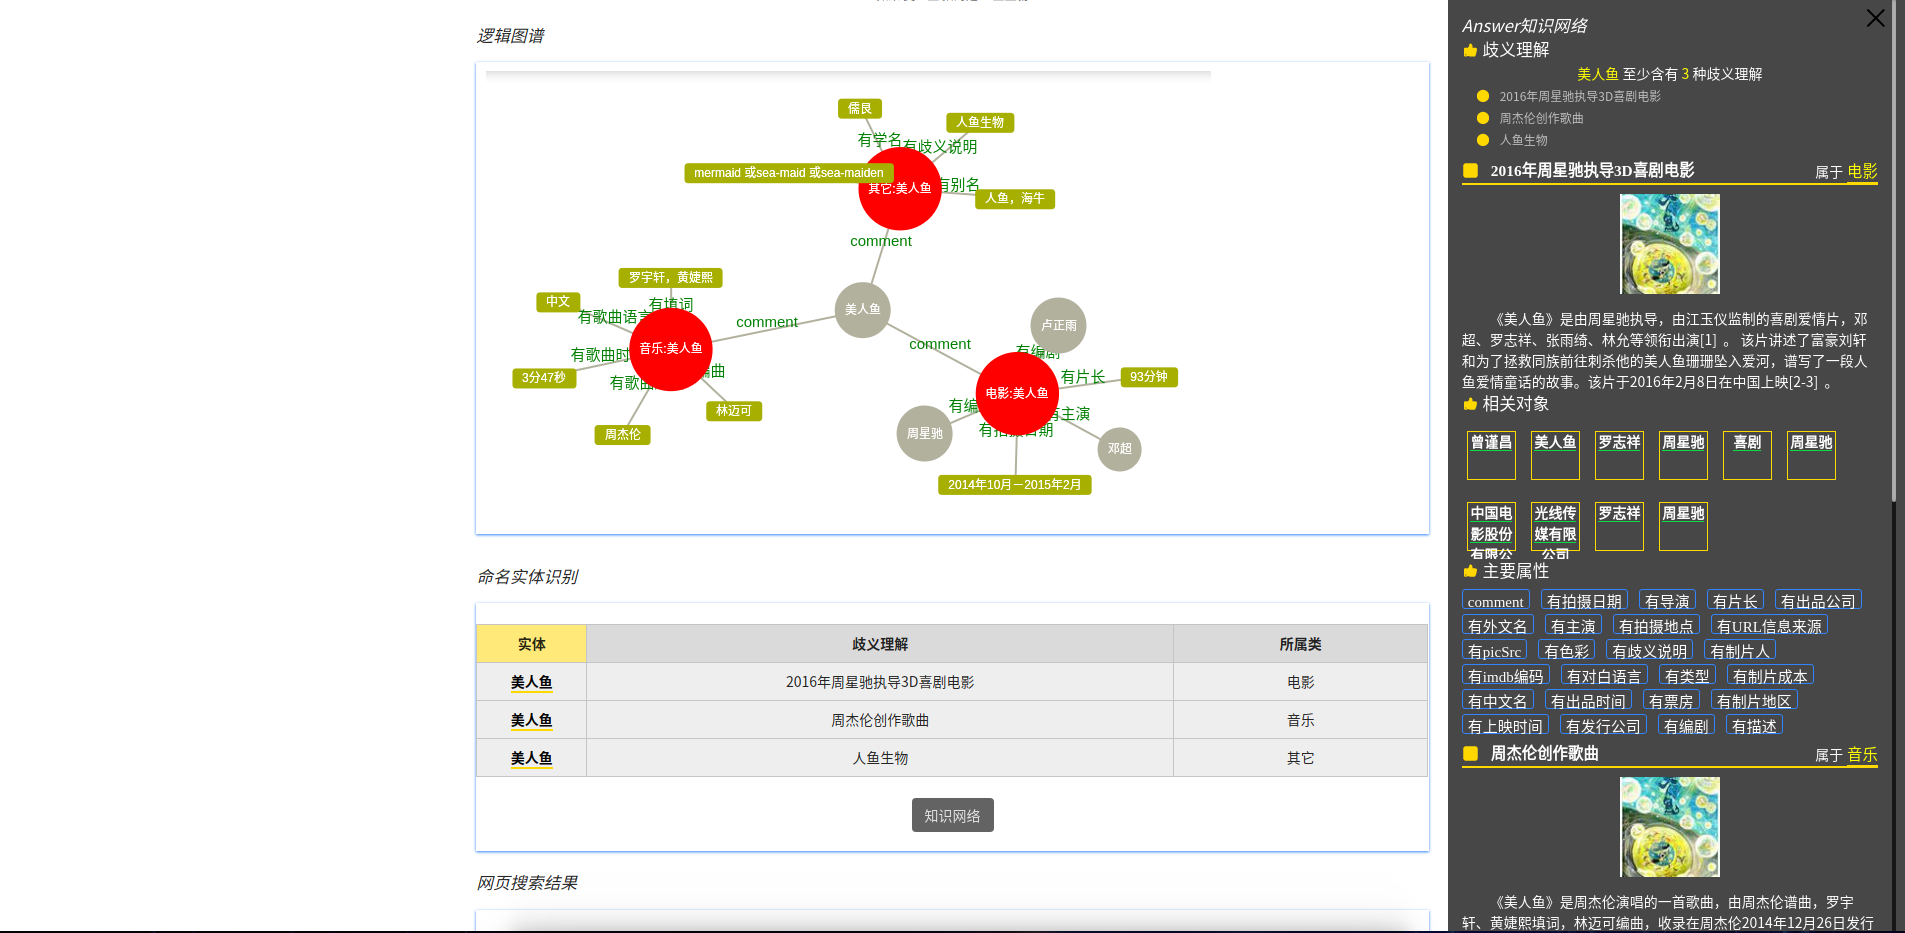 逻辑图谱
儒艮
人鱼生物
有学名
有歧义说明
mermaid 或sea-maid 或sea-maiden
其它:美人鱼
有别名
人鱼，海牛
comment
罗宇轩，黄婕熙
中文
有填词
有歌曲语言
美人鱼
卢正雨
comment
音乐:美人鱼
comment
有编剧
有歌曲时
3分47秒
有歌曲
编曲
林迈可
周杰伦
有片长
93分钟
电影:美人鱼
有编
有主演
周星驰
有拍摄日期
邓超
2014年10月－2015年2月
命名实体识别
实体 歧义理解 所属类
美人鱼 2016年周星驰执导3D喜剧电影 电影
美人鱼 周杰伦创作歌曲 音乐
美人鱼 人鱼生物 其它
知识网络
网页搜索结果
Answer知识网络
歧义理解
美人鱼 至少含有 3 种歧义理解
2016年周星驰执导3D喜剧电影
周杰伦创作歌曲
人鱼生物
2016年周星驰执导3D喜剧电影 属于 电影
《美人鱼》是由周星驰执导，由江玉仪监制的喜剧爱情片，邓
超、罗志祥、张雨绮、林允等领衔出演[1] 。 该片讲述了富豪刘轩
和为了拯救同族前往刺杀他的美人鱼珊珊坠入爱河，谱写了一段人
鱼爱情童话的故事。该片于2016年2月8日在中国上映[2-3] 。
相关对象
曾谨昌 美人鱼 罗志祥 周星驰 喜剧 周星驰
中国电 光线传 罗志祥 周星驰
影股份 媒有限
有限公 公司
主要属性
comment 有拍摄日期 有导演 有片长 有出品公司
有外文名 有主演 有拍摄地点 有URL信息来源
有picSrc 有色彩 有歧义说明 有制片人
有imdb编码 有对白语言 有类型 有制片成本
有中文名 有出品时间 有票房 有制片地区
有上映时间 有发行公司 有编剧 有描述
周杰伦创作歌曲 属于 音乐
《美人鱼》是周杰伦演唱的一首歌曲，由周杰伦谱曲，罗宇
轩、黄婕熙填词，林迈可编曲，收录在周杰伦2014年12月26日发行